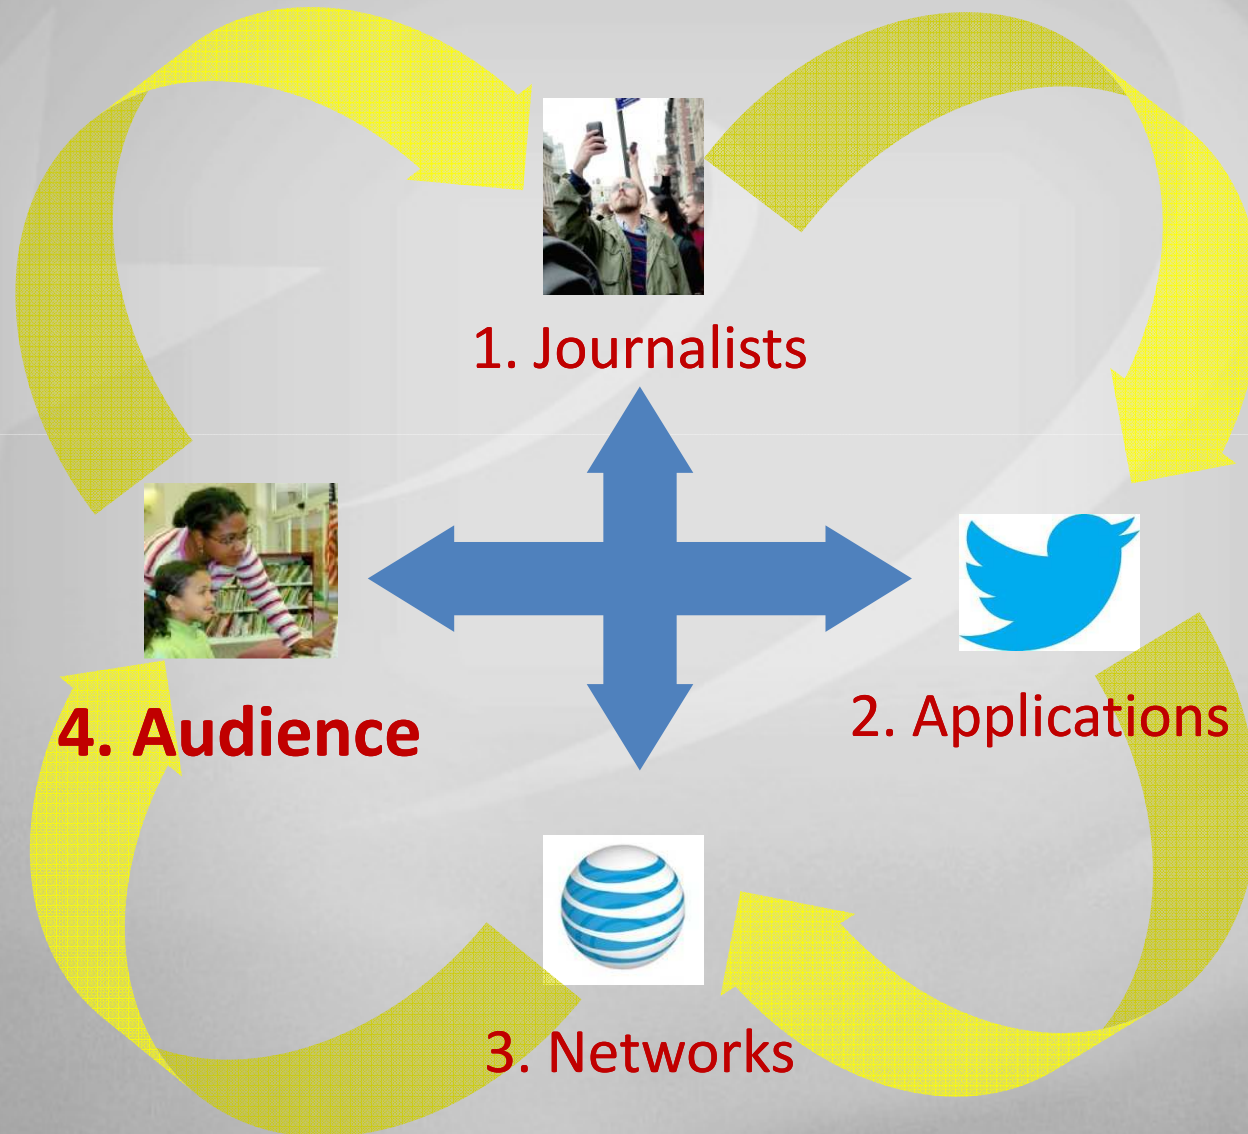 1. Journalists
4. Audience
2. Applications
3. Networks